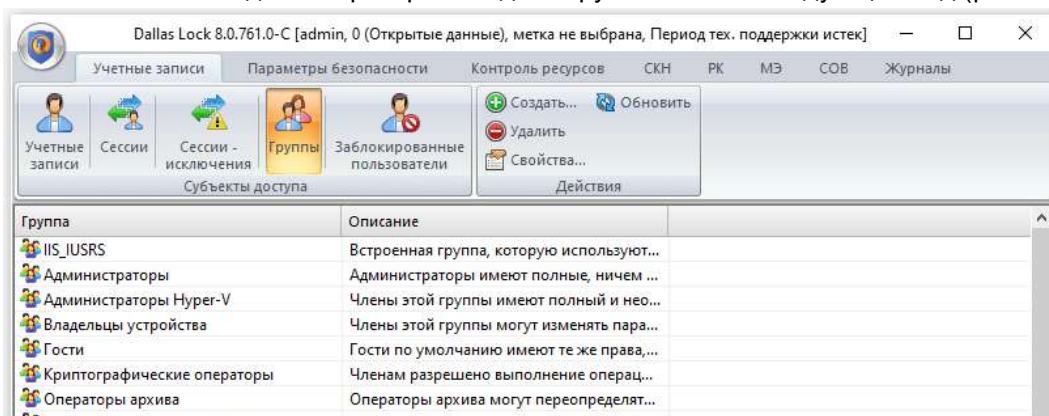 Dallas Lock 8.0.761.0-C [admin, 0 (Открытые данные), метка не выбрана, Период тех. поддержки истек]
Учетные записи Параметры безопасности Контроль ресурсов СКН РК МЭ СОВ Журналы
Учетные записи
Сессии
Сессии - исключения
Группы
Заблокированные пользователи
Субъекты доступа
Создать... Обновить
Удалить
Свойства...
Действия
Группа Описание
IIS_IUSRS Встроенная группа, которую используют...
Администраторы Администраторы имеют полные, ничем ...
Администраторы Hyper-V Члены этой группы имеют полный и нео...
Владельцы устройства Члены этой группы могут изменять пара...
Гости Гости по умолчанию имеют те же права,...
Криптографические операторы Членам разрешено выполнение операц...
Операторы архива Операторы архива могут переопределят...